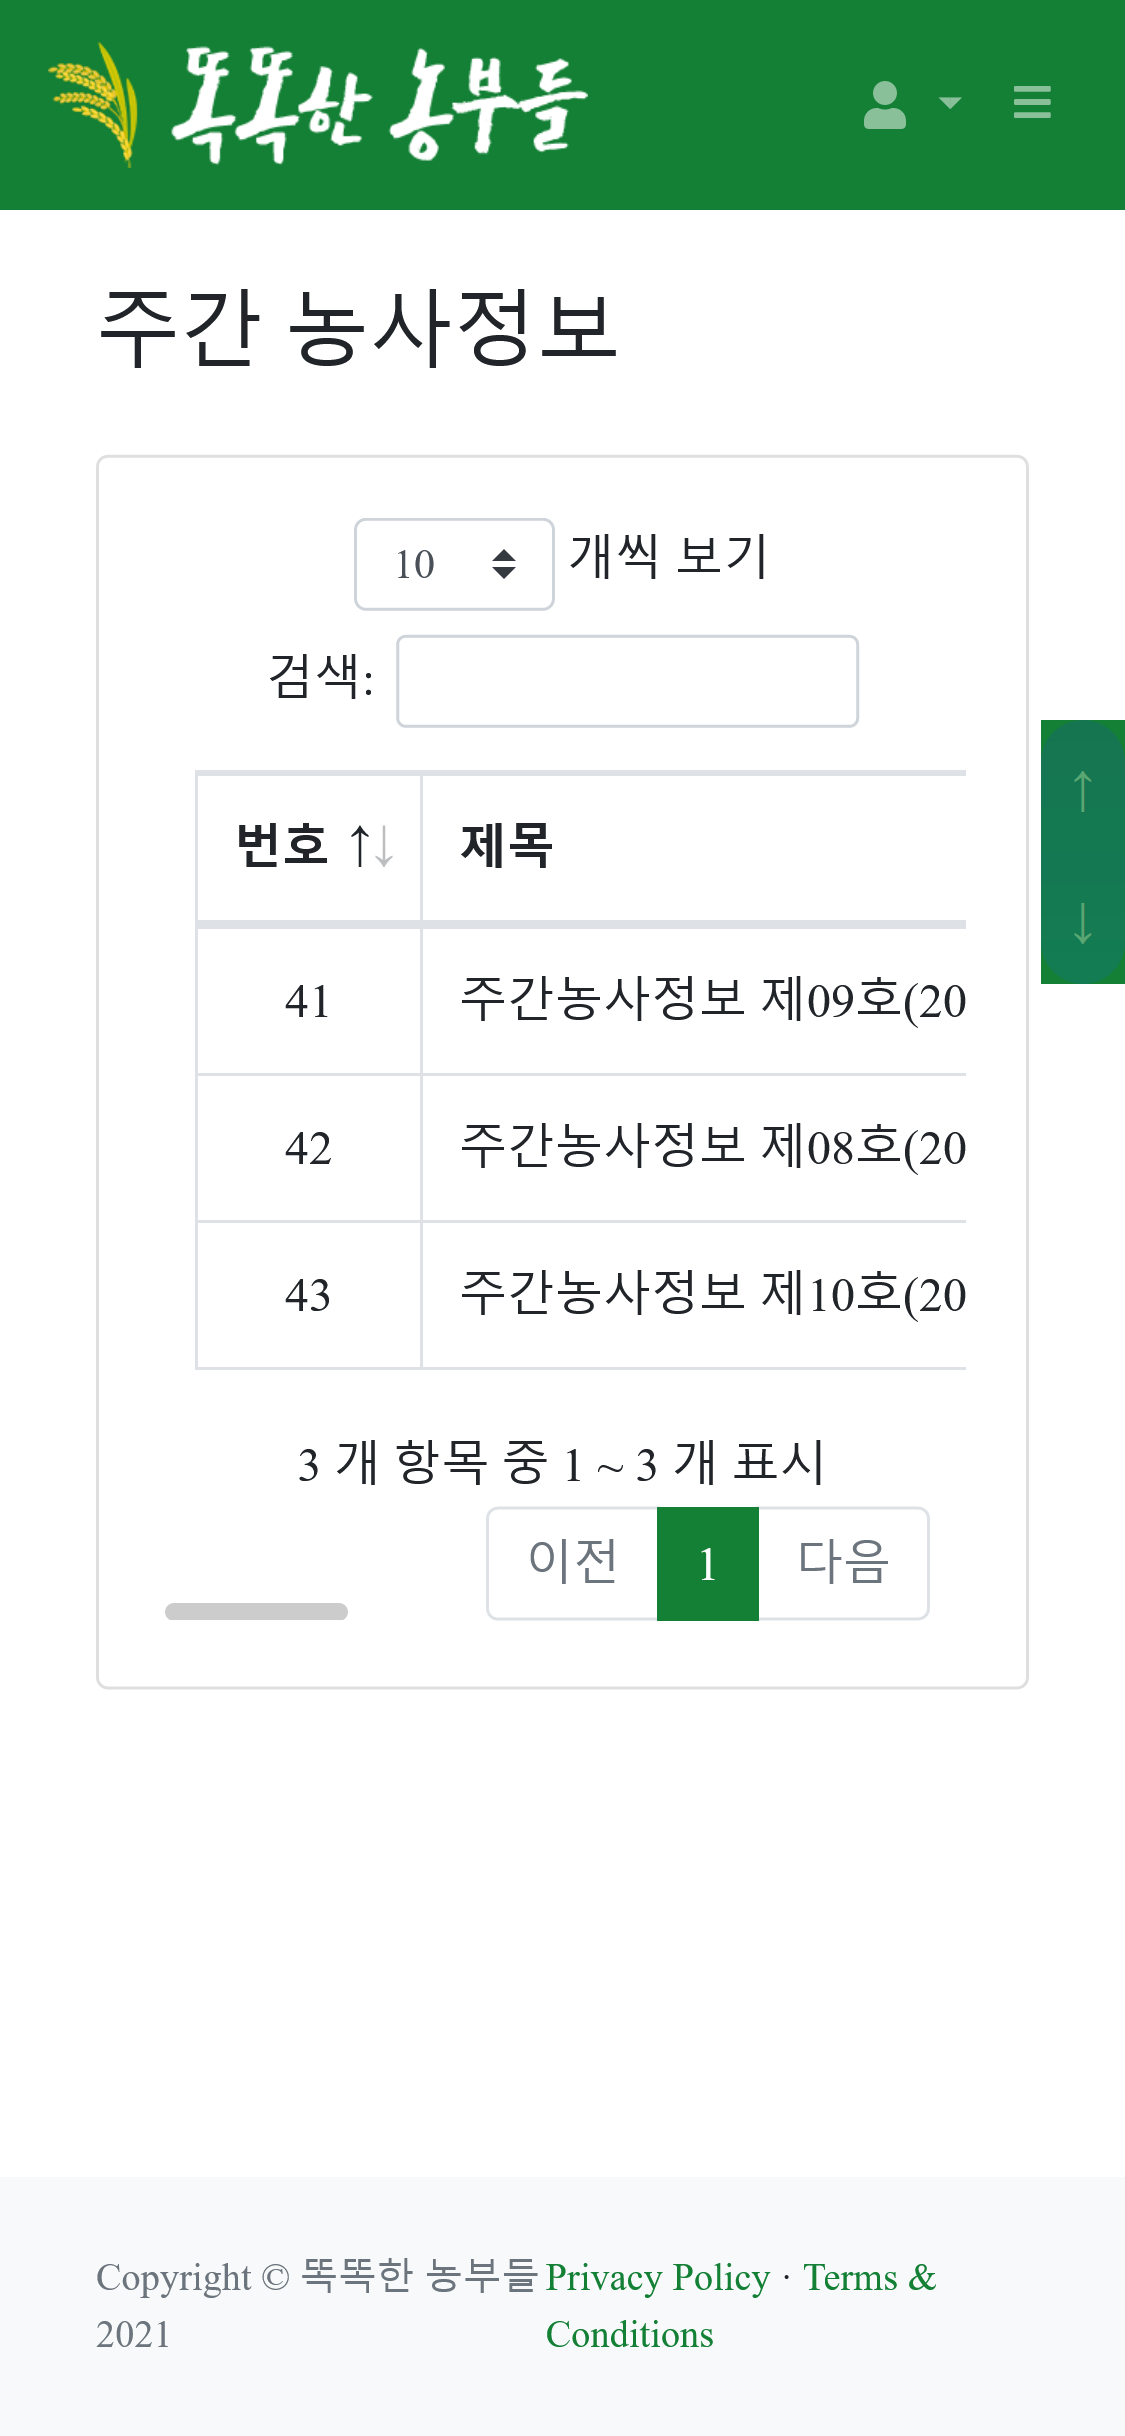 똑똑한 농부들
주간 농사정보
10 개씩 보기
검색:
번호 ↑↓ 제목
41 주간농사정보 제09호(20
42 주간농사정보 제08호(20
43 주간농사정보 제10호(20
↑
↓
3 개 항목 중 1 ~ 3 개 표시
이전 1 다음
Copyright © 똑똑한 농부들 Privacy Policy · Terms &
2021 Conditions